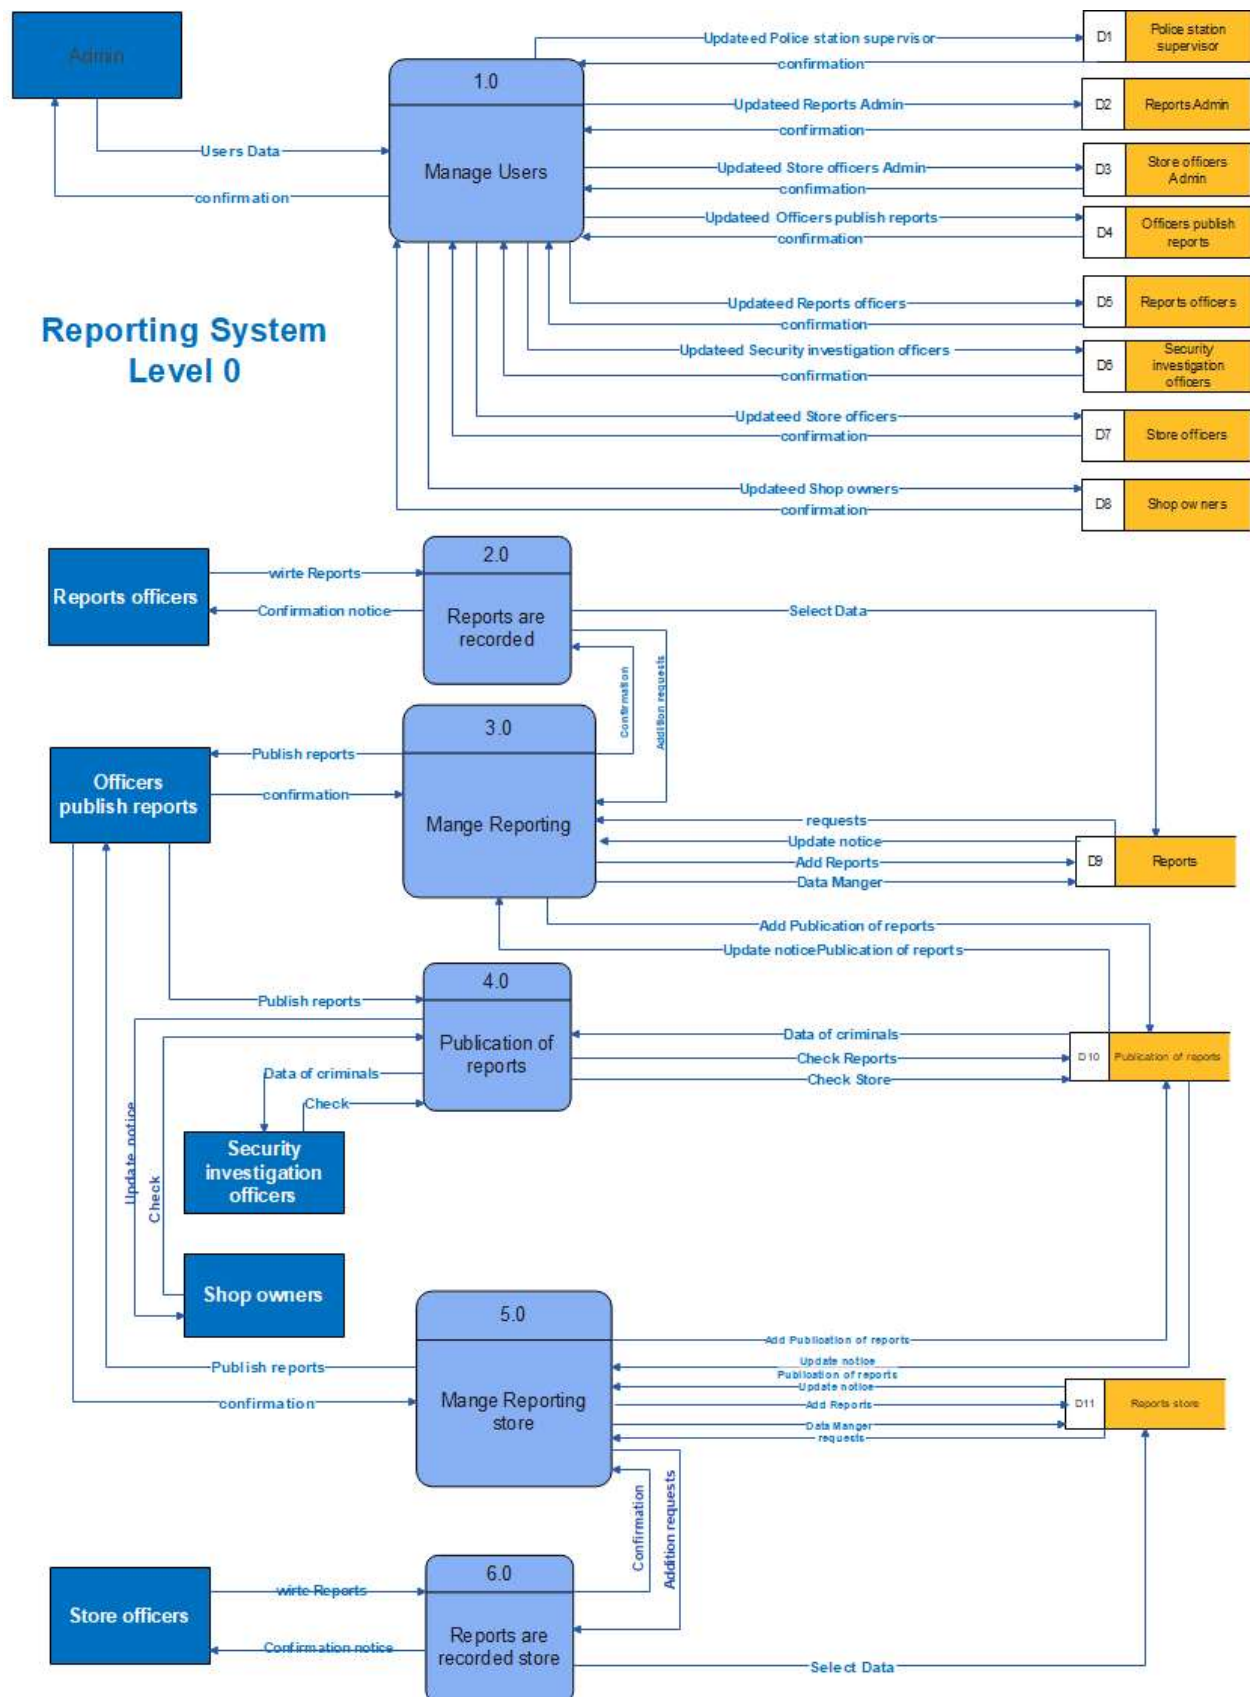 Admin
Users Data
confirmation
1.0
Manage Users
Updateed Police station supervisor
confirmation
D1
Police station
supervisor
Updateed Reports Admin
confirmation
D2
Reports Admin
Updateed Store officers Admin
confirmation
D3
Store officers
Admin
Updateed Officers publish reports
confirmation
D4
Officers publish
reports
Updateed Reports officers
confirmation
D5
Reports officers
Updateed Security investigation officers
confirmation
D6
Security
investigation
officers
Updateed Store officers
confirmation
D7
Store officers
Updateed Shop owners
confirmation
D8
Shop owners
Reporting System
Level 0
Reports officers
wirte Reports
Confirmation notice
2.0
Reports are
recorded
Select Data
Confirmation
Addition requests
3.0
Mange Reporting
Officers
publish reports
Publish reports
confirmation
requests
Update notice
Add Reports
Data Manger
D9
Reports
Add Publication of reports
Update noticePublication of reports
4.0
Publication of
reports
Publish reports
Data of criminals
Check
Update notice
Check
Data of criminals
Check Reports
Check Store
D10
Publication of reports
Security
investigation
officers
Shop owners
5.0
Mange Reporting
store
Publish reports
confirmation
Add Publication of reports
Update notice
Publication of reports
Update notice
Add Reports
Data Manger
requests
D11
Reports store
Confirmation
Addition requests
Store officers
wirte Reports
Confirmation notice
6.0
Reports are
recorded store
Select Data